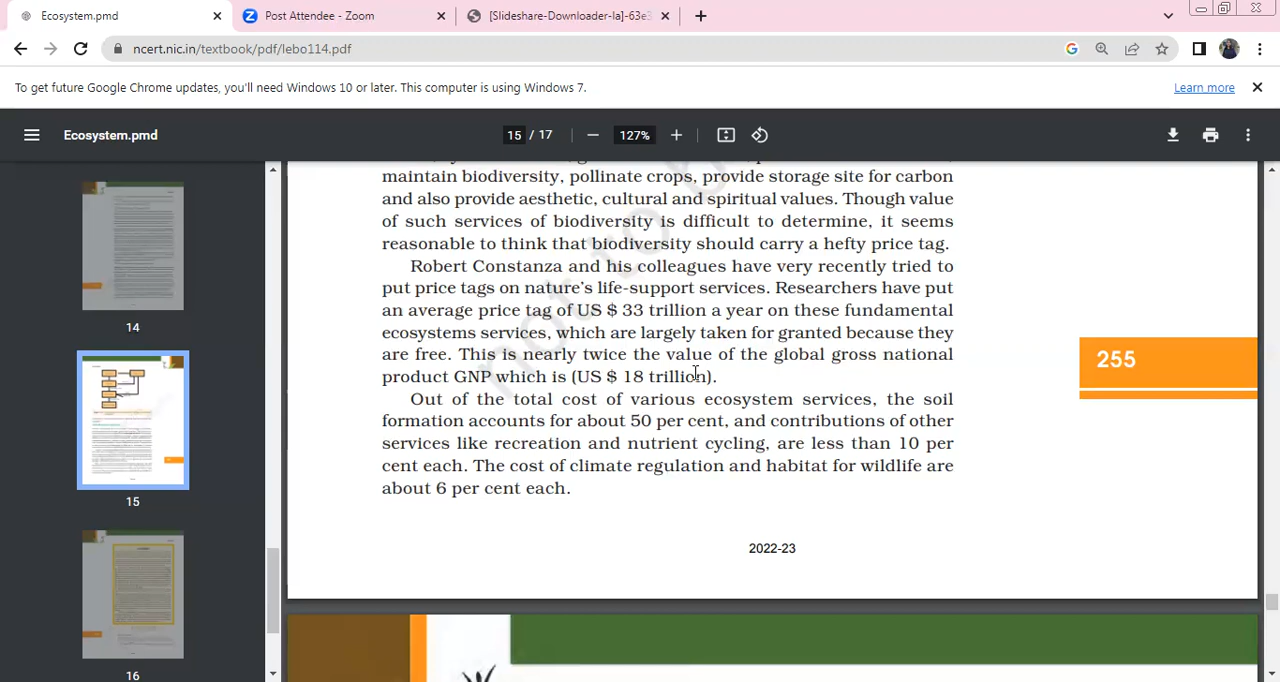 Ecosystem.pmd
Post Attendee - Zoom
[Slideshare-Downloader-la]-63e3
ncert.nic.in/textbook/pdf/lebo114.pdf
To get future Google Chrome updates, you'll need Windows 10 or later. This computer is using Windows 7.
Learn more
Ecosystem.pmd
15 / 17
127%
maintain biodiversity, pollinate crops, provide storage site for carbon
and also provide aesthetic, cultural and spiritual values. Though value
of such services of biodiversity is difficult to determine, it seems
reasonable to think that biodiversity should carry a hefty price tag.
Robert Constanza and his colleagues have very recently tried to
put price tags on nature's life-support services. Researchers have put
an average price tag of US $ 33 trillion a year on these fundamental
ecosystems services, which are largely taken for granted because they
are free. This is nearly twice the value of the global gross national
product GNP which is (US $ 18 trillion).
Out of the total cost of various ecosystem services, the soil
formation accounts for about 50 per cent, and contributions of other
services like recreation and nutrient cycling, are less than 10 per
cent each. The cost of climate regulation and habitat for wildlife are
about 6 per cent each.
255
2022-23
14
15
16
not to b